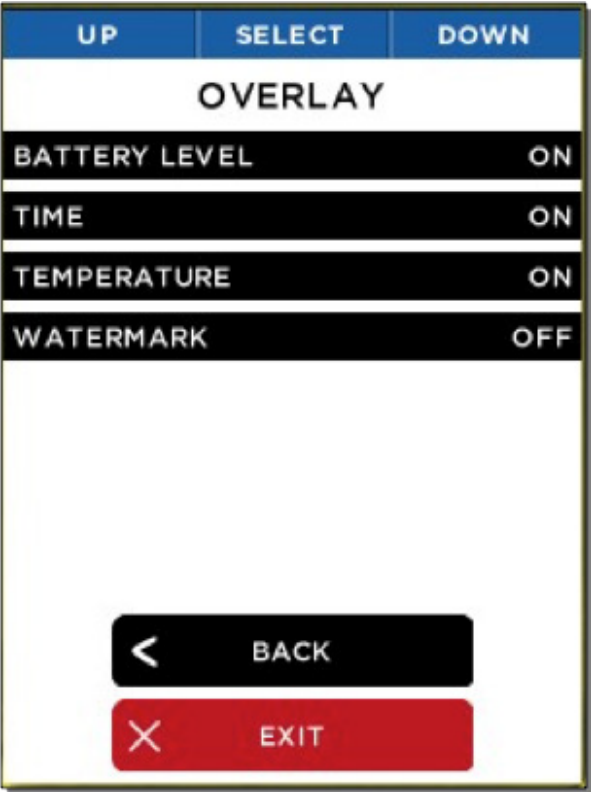 UP SELECT DOWN
OVERLAY
BATTERY LEVEL ON
TIME ON
TEMPERATURE ON
WATERMARK OFF
< BACK
X EXIT